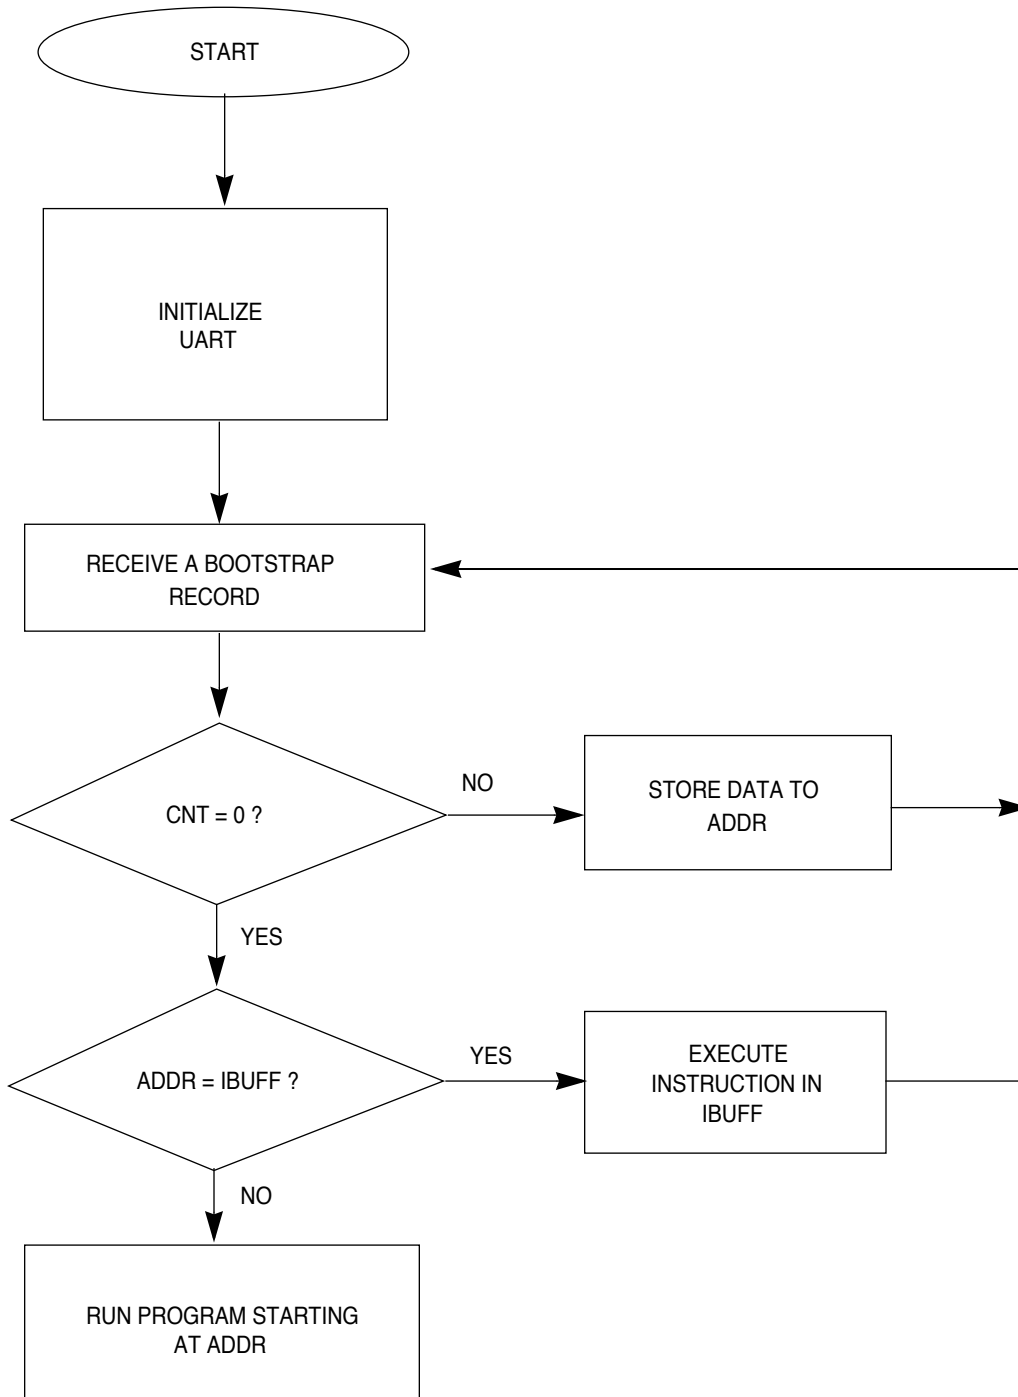 START
INITIALIZE
UART
RECEIVE A BOOTSTRAP
RECORD
CNT = 0 ?
NO
STORE DATA TO
ADDR
YES
ADDR = IBUFF ?
YES
EXECUTE
INSTRUCTION IN
IBUFF
NO
RUN PROGRAM STARTING
AT ADDR